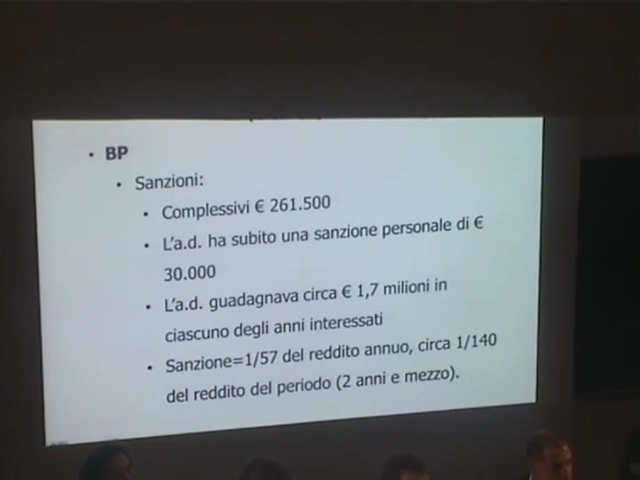 • BP
• Sanzioni:
• Complessivi € 261.500
• L'a.d. ha subito una sanzione personale di €
30.000
• L'a.d. guadagnava circa € 1,7 milioni in
ciascuno degli anni interessati
• Sanzione=1/57 del reddito annuo, circa 1/140
del reddito del periodo (2 anni e mezzo).